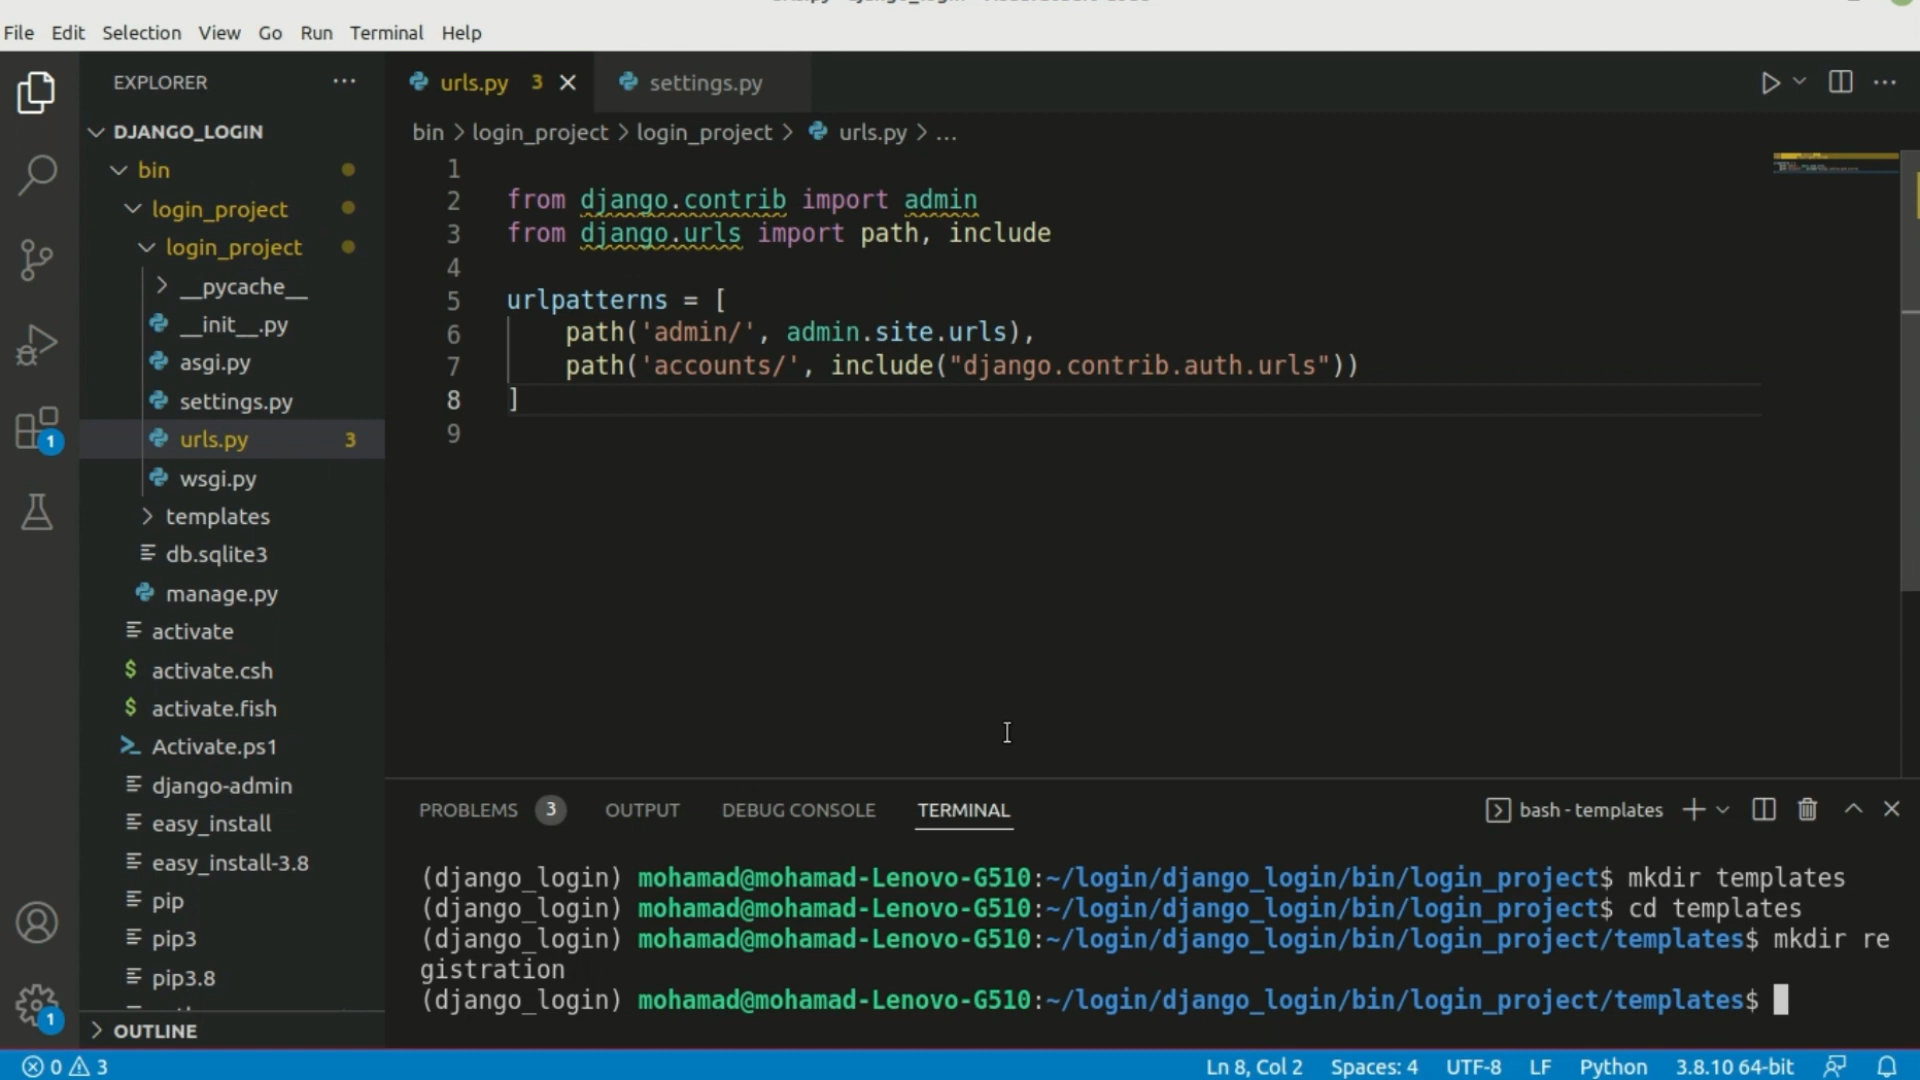 File Edit Selection View Go Run Terminal Help
EXPLORER
DJANGO_LOGIN
bin
login_project
login_project
__pycache__
__init__.py
asgi.py
settings.py
urls.py 3
wsgi.py
templates
db.sqlite3
manage.py
activate
activate.csh
activate.fish
Activate.ps1
django-admin
easy_install
easy_install-3.8
pip
pip3
pip3.8
OUTLINE
1
1
urls.py 3 settings.py
bin > login_project > login_project > urls.py > ...
1
2 from django.contrib import admin
3 from django.urls import path, include
4
5 urlpatterns = [
6 path('admin/', admin.site.urls),
7 path('accounts/', include("django.contrib.auth.urls"))
8 ]
9
PROBLEMS 3 OUTPUT DEBUG CONSOLE TERMINAL bash - templates
(django_login) mohamad@mohamad-Lenovo-G510:~/login/django_login/bin/login_project$ mkdir templates
(django_login) mohamad@mohamad-Lenovo-G510:~/login/django_login/bin/login_project$ cd templates
(django_login) mohamad@mohamad-Lenovo-G510:~/login/django_login/bin/login_project/templates$ mkdir re
gistration
(django_login) mohamad@mohamad-Lenovo-G510:~/login/django_login/bin/login_project/templates$
0 3 Ln 8, Col 2 Spaces: 4 UTF-8 LF Python 3.8.10 64-bit